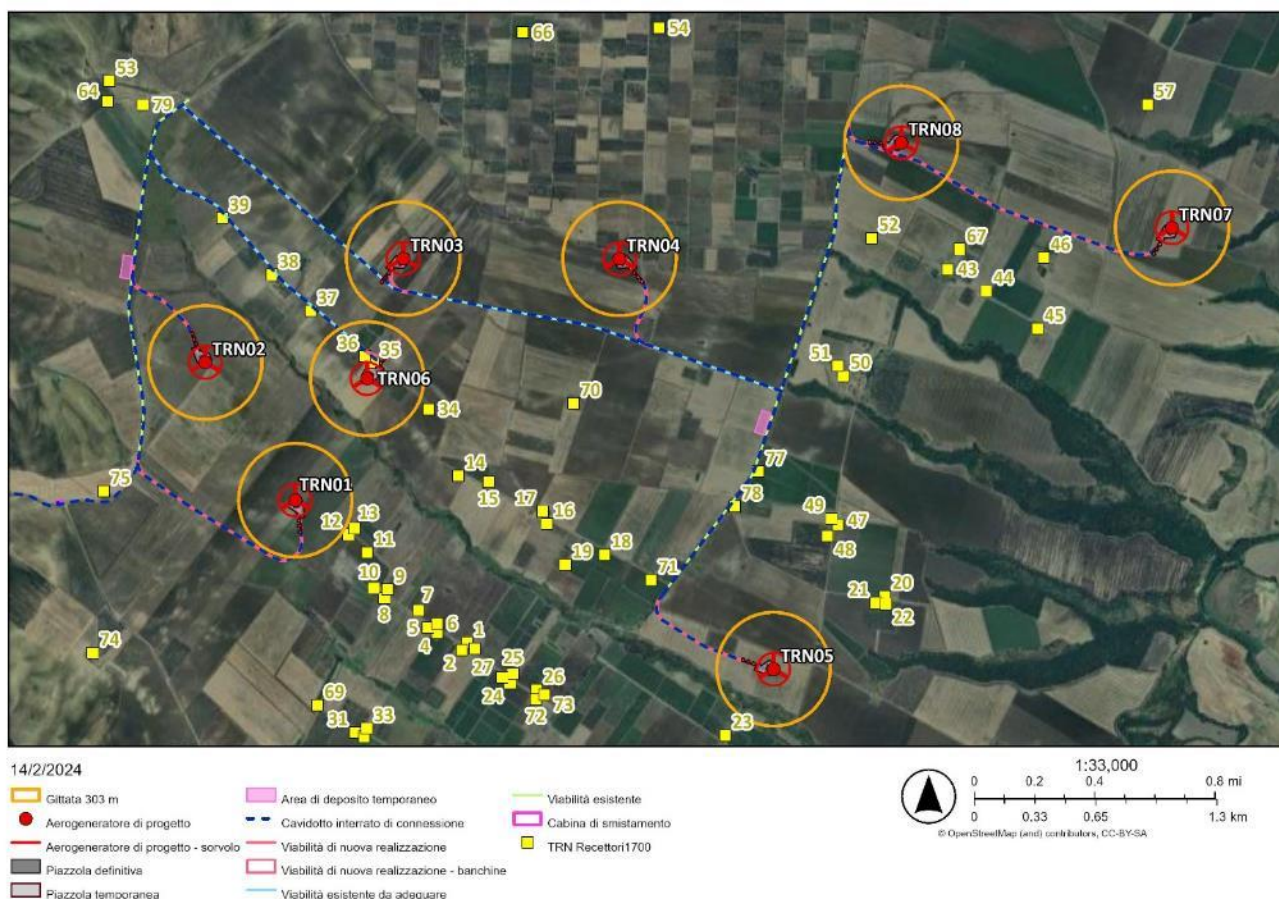 66
54
53
64
79
57
TRN08
39
TRN03
TRN04
TRN07
52
67
46
43
44
38
37
45
TRN02
36
35
TRN06
51
50
34
70
14
15
77
75
TRN01
17
16
78
49
47
48
12
13
11
19
18
71
10
9
8
7
20
21
22
5
6
4
1
2
27
TRN05
74
25
24
26
72
73
69
31
33
23
14/2/2024
Gittata 303 m
Aerogeneratore di progetto
Aerogeneratore di progetto - sorvolo
Piazzola definitiva
Piazzola temporanea
Area di deposito temporaneo
Cavidotto interrato di connessione
Viabilità di nuova realizzazione
Viabilità di nuova realizzazione - banchine
Viabilità esistente da adeguare
Viabilità esistente
Cabina di smistamento
TRN Recettori1700
1:33,000
0 0.2 0.4 0.8 mi
0 0.33 0.65 1.3 km
© OpenStreetMap (and) contributors, CC-BY-SA